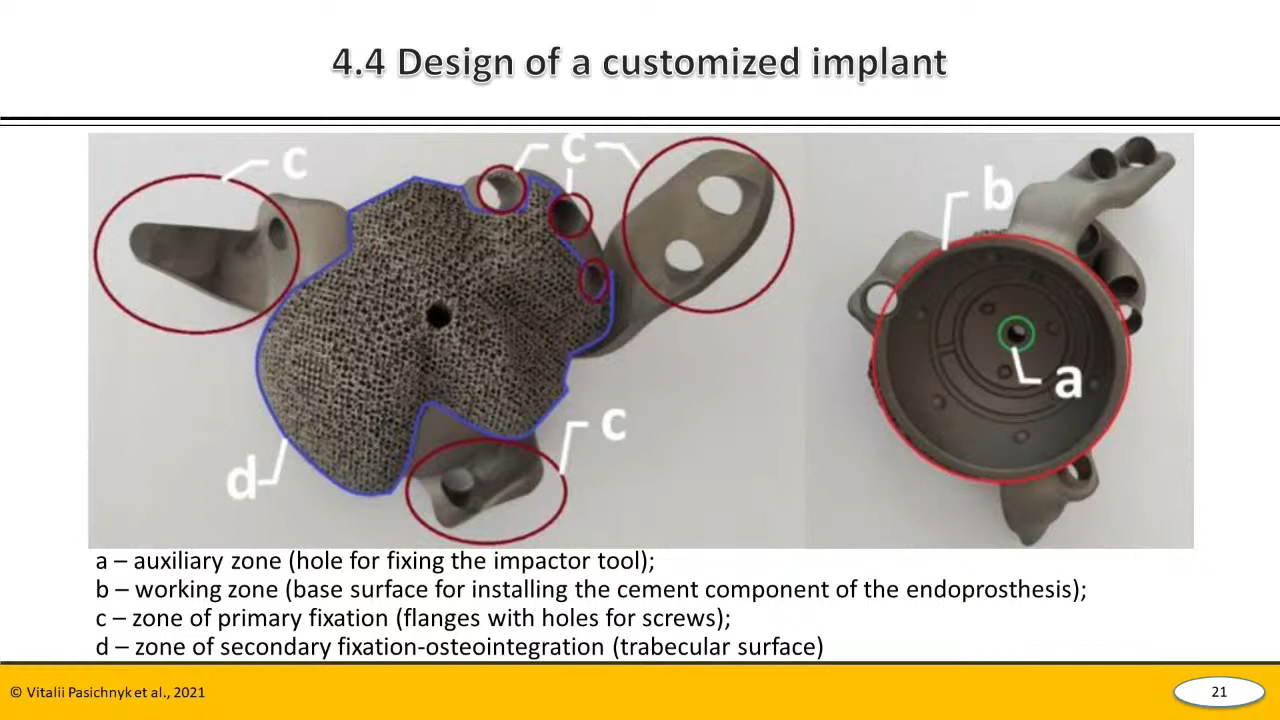 4.4 Design of a customized implant
c
c
b
a
c
d
a – auxiliary zone (hole for fixing the impactor tool);
b – working zone (base surface for installing the cement component of the endoprosthesis);
c – zone of primary fixation (flanges with holes for screws);
d – zone of secondary fixation-osteointegration (trabecular surface)
© Vitalii Pasichnyk et al., 2021
21